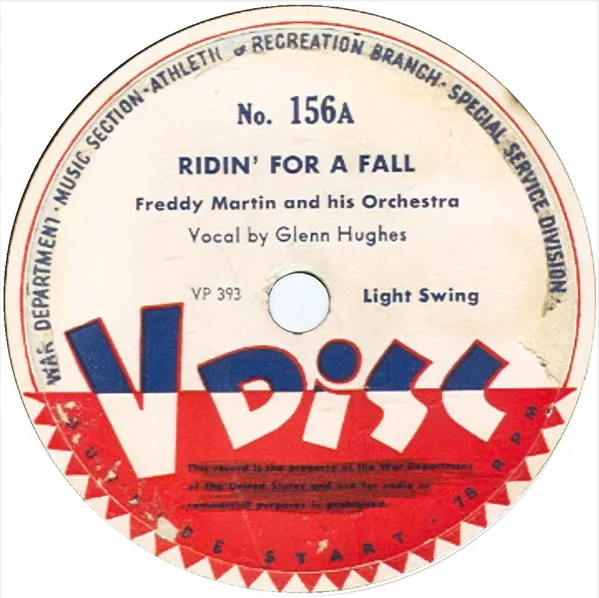 WAR DEPARTMENT · MUSIC SECTION · ATHLETIC & RECREATION BRANCH · SPECIAL SERVICE DIVISION ·
No. 156A
RIDIN' FOR A FALL
Freddy Martin and his Orchestra
Vocal by Glenn Hughes
VP 393
Light Swing
V DiSC
This record is the property of the War Department
of the United States and use for radio or
commercial purposes is prohibited.
OUTSIDE START · 78 RPM